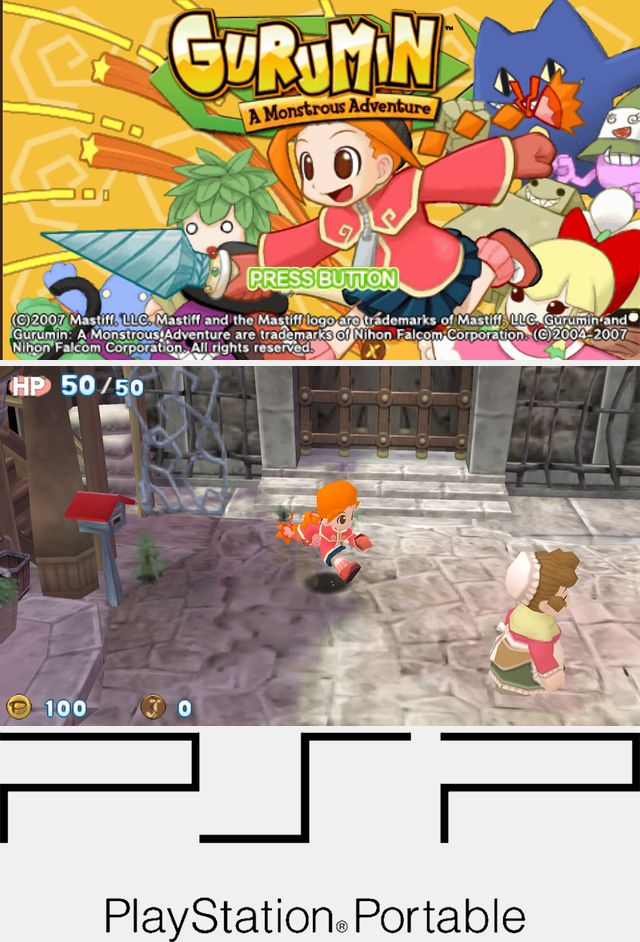 GURUMIN™
A Monstrous Adventure
PRESS BUTTON
(C)2007 Mastiff, LLC. Mastiff and the Mastiff logo are trademarks of Mastiff, LLC. Gurumin and
Gurumin: A Monstrous Adventure are trademarks of Nihon Falcom Corporation. (C)2004-2007
Nihon Falcom Corporation. All rights reserved.
HP 50/50
100 0
PSP
PlayStation®Portable